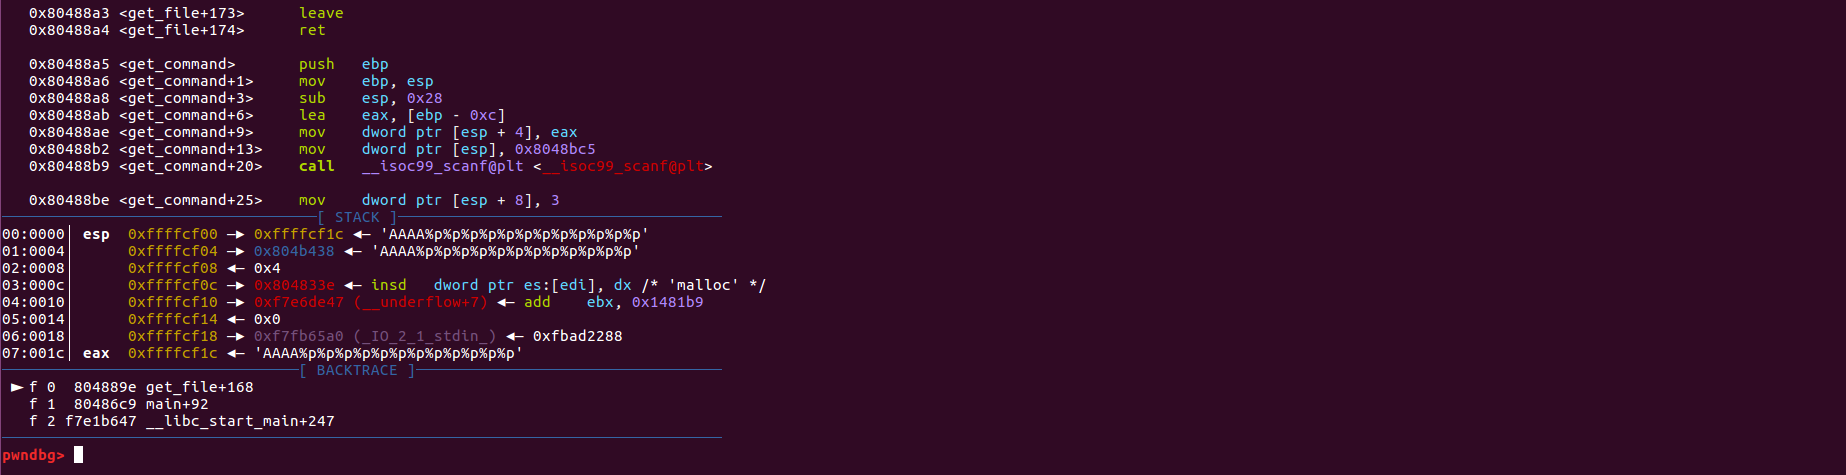 0x80488a3 <get_file+173> leave
0x80488a4 <get_file+174> ret
0x80488a5 <get_command> push ebp
0x80488a6 <get_command+1> mov ebp, esp
0x80488a8 <get_command+3> sub esp, 0x28
0x80488ab <get_command+6> lea eax, [ebp - 0xc]
0x80488ae <get_command+9> mov dword ptr [esp + 4], eax
0x80488b2 <get_command+13> mov dword ptr [esp], 0x8048bc5
0x80488b9 <get_command+20> call __isoc99_scanf@plt <__isoc99_scanf@plt>
0x80488be <get_command+25> mov dword ptr [esp + 8], 3
[ STACK ]
00:0000│ esp 0xffffcf00 —▸ 0xffffcf1c ◂— 'AAAA%p%p%p%p%p%p%p%p%p%p%p%p'
01:0004│ 0xffffcf04 —▸ 0x804b438 ◂— 'AAAA%p%p%p%p%p%p%p%p%p%p%p%p'
02:0008│ 0xffffcf08 ◂— 0x4
03:000c│ 0xffffcf0c —▸ 0x804833e ◂— insd dword ptr es:[edi], dx /* 'malloc' */
04:0010│ 0xffffcf10 —▸ 0xf7e6de47 (__underflow+7) ◂— add ebx, 0x1481b9
05:0014│ 0xffffcf14 ◂— 0x0
06:0018│ 0xffffcf18 —▸ 0xf7fb65a0 (_IO_2_1_stdin_) ◂— 0xfbad2288
07:001c│ eax 0xffffcf1c ◂— 'AAAA%p%p%p%p%p%p%p%p%p%p%p%p'
[ BACKTRACE ]
► f 0 804889e get_file+168
f 1 80486c9 main+92
f 2 f7e1b647 __libc_start_main+247
pwndbg>